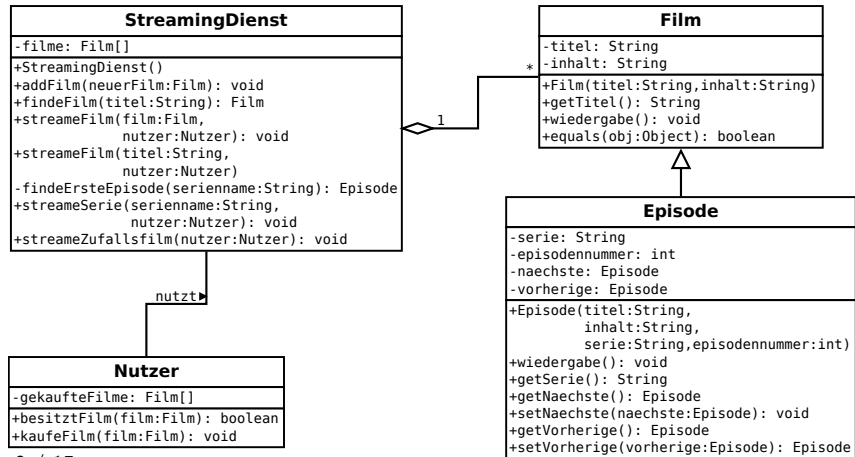 StreamingDienst
-filme: Film[]
+StreamingDienst()
+addFilm(neuerFilm:Film): void
+findeFilm(titel:String): Film
+streameFilm(film:Film,
nutzer:Nutzer): void
+streameFilm(titel:String,
nutzer:Nutzer)
-findeErsteEpisode(serienname:String): Episode
+streameSerie(serienname:String,
nutzer:Nutzer): void
+streameZufallsfilm(nutzer:Nutzer): void
1
*
Film
-titel: String
-inhalt: String
+Film(titel:String,inhalt:String)
+getTitel(): String
+wiedergabe(): void
+equals(obj:Object): boolean
Episode
-serie: String
-episodennummer: int
-naechste: Episode
-vorherige: Episode
+Episode(titel:String,
inhalt:String,
serie:String,episodennummer:int)
+wiedergabe(): void
+getSerie(): String
+getNaechste(): Episode
+setNaechste(naechste:Episode): void
+getVorherige(): Episode
+setVorherige(vorherige:Episode): Episode
nutzt
Nutzer
-gekaufteFilme: Film[]
+besitztFilm(film:Film): boolean
+kaufeFilm(film:Film): void